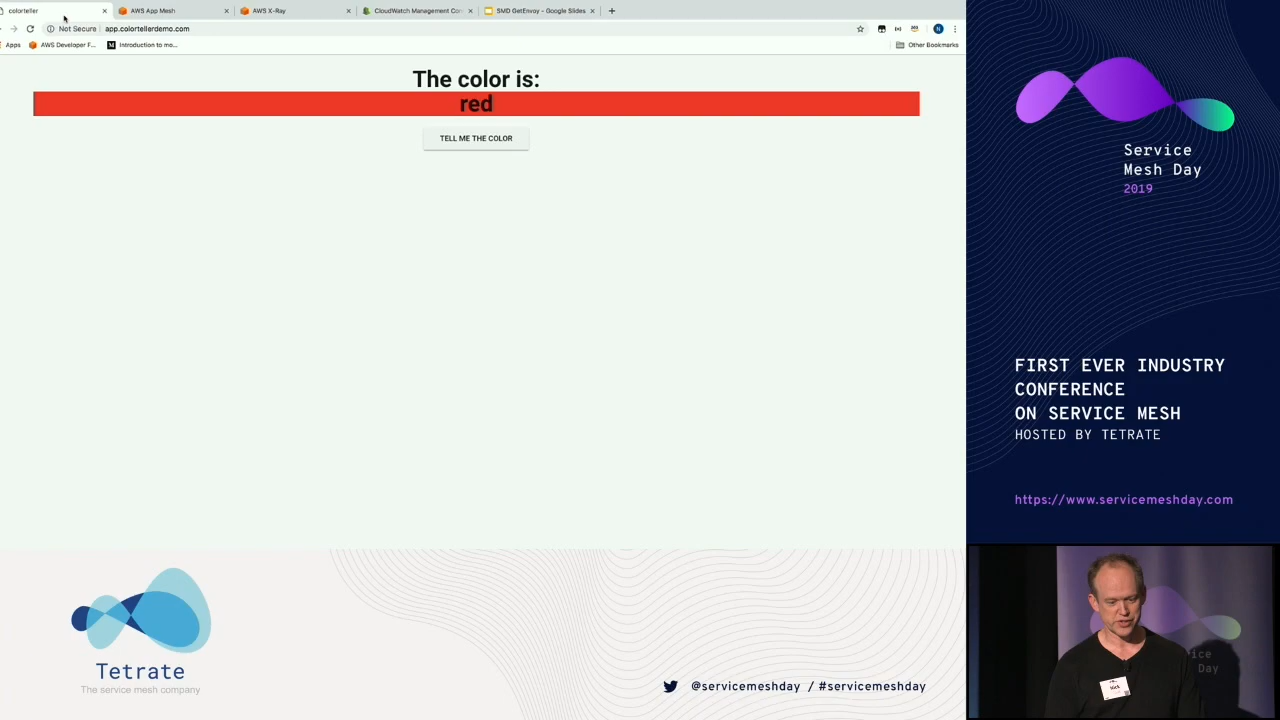 colorteller
AWS App Mesh
AWS X-Ray
CloudWatch Management Con
SMD GetEnvoy - Google Slides
Not Secure
app.colortellerdemo.com
Apps
AWS Developer F...
Introduction to mo...
Other Bookmarks
The color is:
red
TELL ME THE COLOR
Service
Mesh Day
2019
FIRST EVER INDUSTRY
CONFERENCE
ON SERVICE MESH
HOSTED BY TETRATE
https://www.servicemeshday.com
Tetrate
The service mesh company
@servicemeshday / #servicemeshday
ice
Day